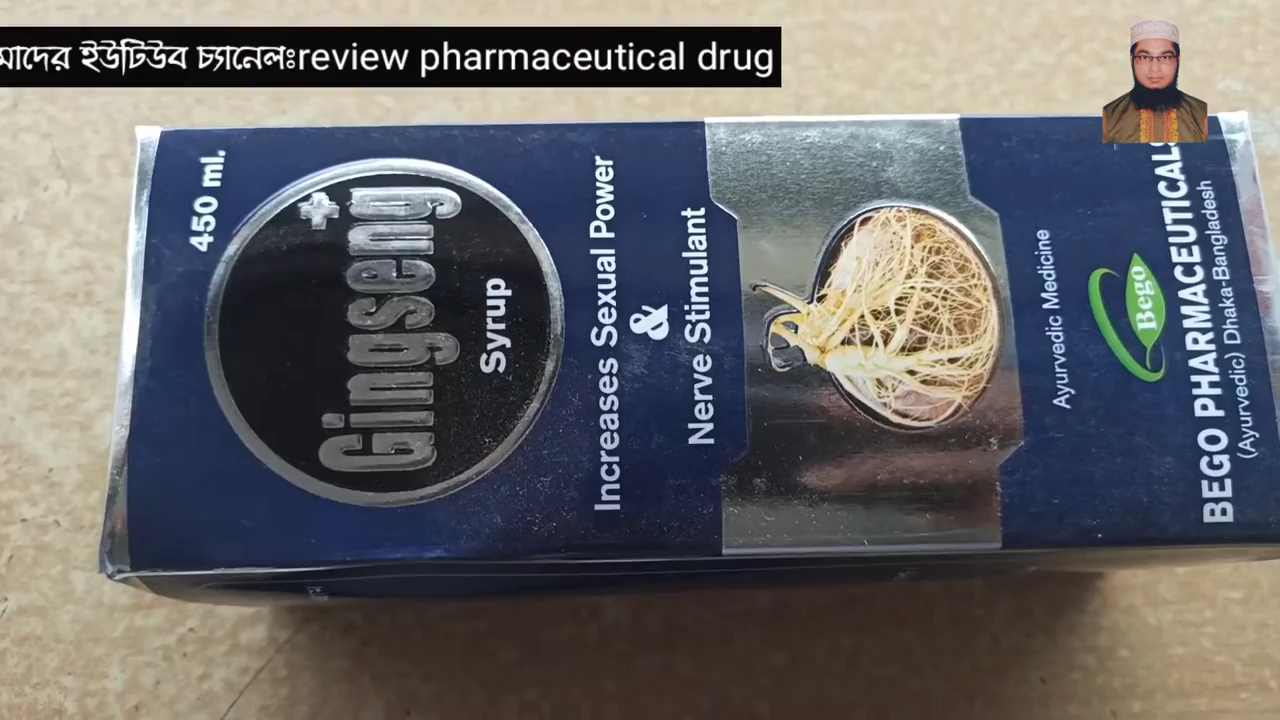 মাদের ইউটিউব চ্যানেলঃreview pharmaceutical drug
450 ml.
Gingseng+
Syrup
Increases Sexual Power
&
Nerve Stimulant
Ayurvedic Medicine
Bego
BEGO PHARMACEUTICALS
(Ayurvedic) Dhaka-Bangladesh